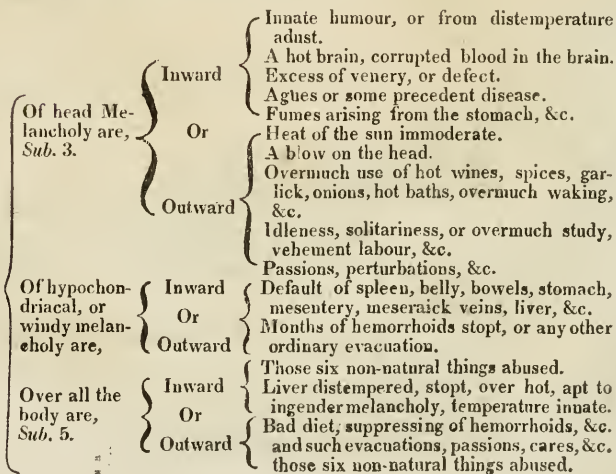 Of head Me-
lancholy are,
Sub. 3.
Inward
Or
Outward
Innate humour, or from distemperature
adust.
A hot brain, corrupted blood in the brain.
Excess of venery, or defect.
Agues or some precedent disease.
Fumes arising from the stomach, &c.
Heat of the sun immoderate.
A blow on the head.
Overmuch use of hot wines, spices, gar-
lick, onions, hot baths, overmuch waking,
&c.
Idleness, solitariness, or overmuch study,
vehement labour, &c.
Passions, perturbations, &c.
Of hypochon-
driacal, or
windy melan-
choly are,
Inward
Or
Outward
Default of spleen, belly, bowels, stomach,
mesentery, meseraick veins, liver, &c.
Months of hemorrhoids stopt, or any other
ordinary evacuation.
Over all the
body are,
Sub. 5.
Inward
Or
Outward
Those six non-natural things abused.
Liver distempered, stopt, over hot, apt to
ingender melancholy, temperature innate.
Bad diet, suppressing of hemorrhoids, &c.
and such evacuations, passions, cares, &c.
those six non-natural things abused.